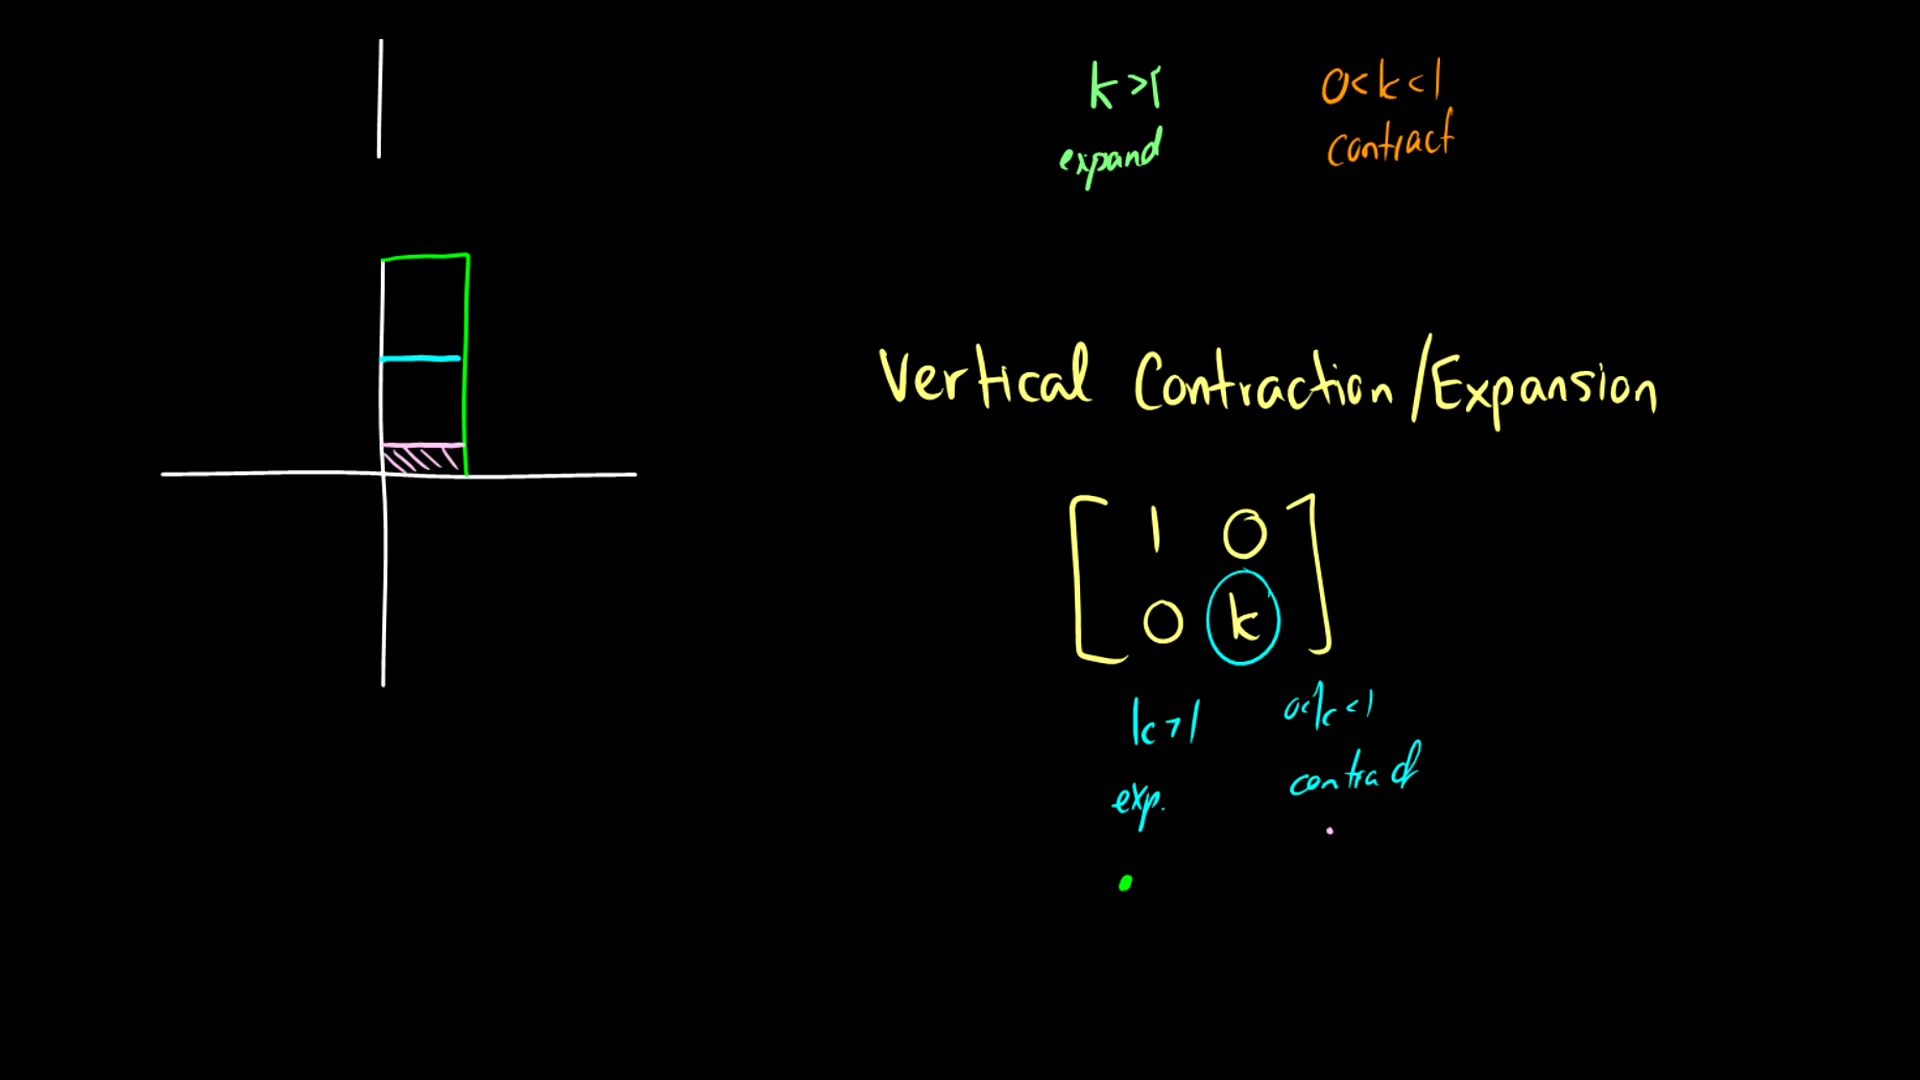 k>1 0<k<1
expand contract
Vertical Contraction/Expansion
1 0
0 k
k>1 0<k<1
exp. contract